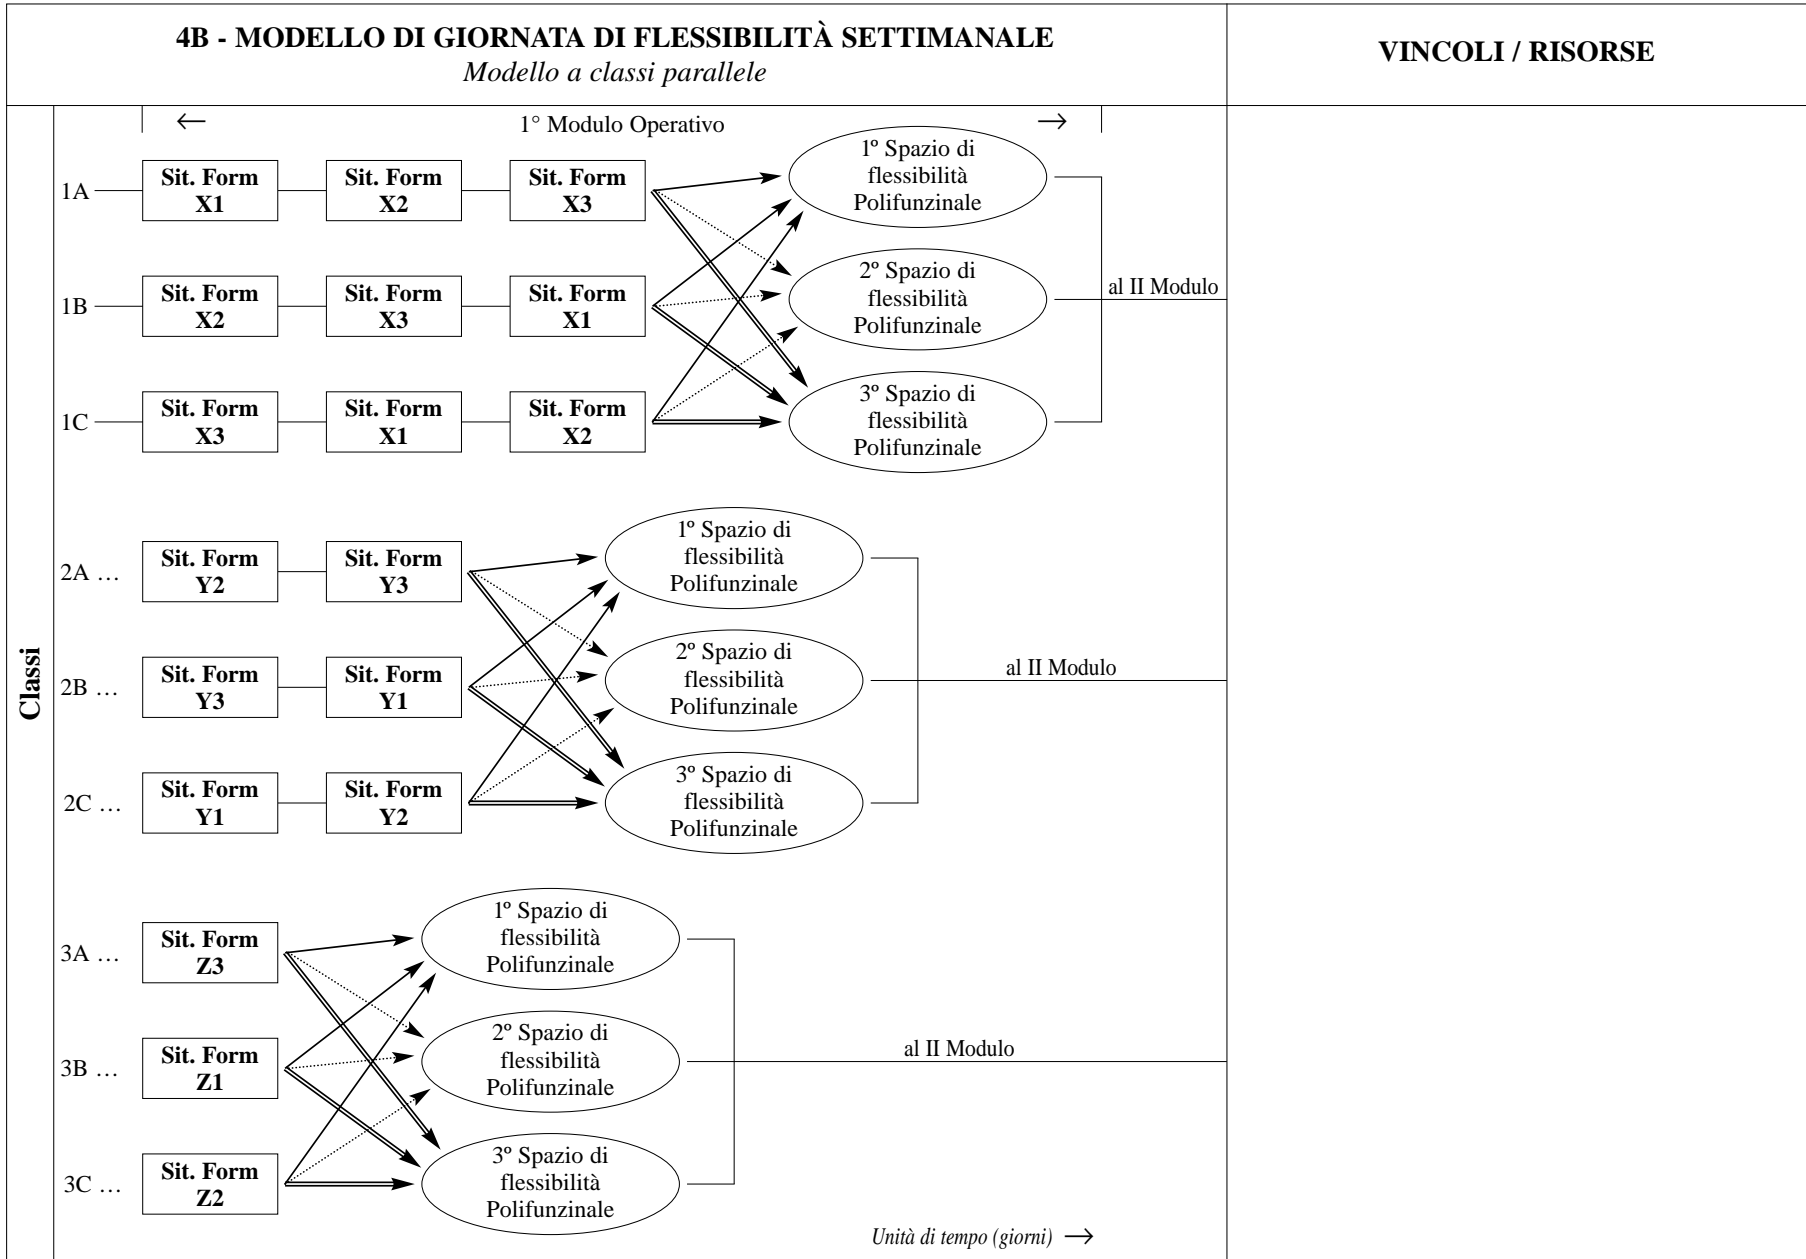 4B - MODELLO DI GIORNATA DI FLESSIBILITÀ SETTIMANALE
Modello a classi parallele
VINCOLI / RISORSE
Classi
← 1° Modulo Operativo →
1A
Sit. Form
X1
Sit. Form
X2
Sit. Form
X3
1º Spazio di
flessibilità
Polifunzinale
1B
Sit. Form
X2
Sit. Form
X3
Sit. Form
X1
2º Spazio di
flessibilità
Polifunzinale
al II Modulo
1C
Sit. Form
X3
Sit. Form
X1
Sit. Form
X2
3º Spazio di
flessibilità
Polifunzinale
2A …
Sit. Form
Y2
Sit. Form
Y3
1º Spazio di
flessibilità
Polifunzinale
2B …
Sit. Form
Y3
Sit. Form
Y1
2º Spazio di
flessibilità
Polifunzinale
al II Modulo
2C …
Sit. Form
Y1
Sit. Form
Y2
3º Spazio di
flessibilità
Polifunzinale
3A …
Sit. Form
Z3
1º Spazio di
flessibilità
Polifunzinale
3B …
Sit. Form
Z1
2º Spazio di
flessibilità
Polifunzinale
al II Modulo
3C …
Sit. Form
Z2
3º Spazio di
flessibilità
Polifunzinale
Unità di tempo (giorni) →